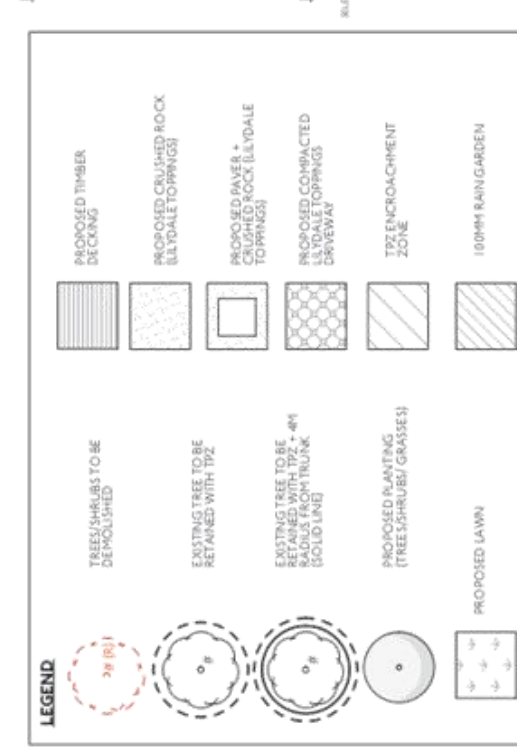 LEGEND
#(R)
TREES/SHRUBS TO BE
DEMOLISHED
#
EXISTING TREE TO BE
RETAINED WITH TPZ
#
EXISTING TREE TO BE
RETAINED WITH TPZ + 4M
RADIUS FROM TRUNK
(SOLID LINE)
PROPOSED PLANTING
(TREES/SHRUBS/ GRASSES)
PROPOSED LAWN
PROPOSED TIMBER
DECKING
PROPOSED CRUSHED ROCK
(LILYDALE TOPPINGS)
PROPOSED PAVER +
CRUSHED ROCK (LILYDALE
TOPPINGS)
PROPOSED COMPACTED
LILYDALE TOPPINGS
DRIVEWAY
TPZ ENCROACHMENT
ZONE
100MM RAIN GARDEN